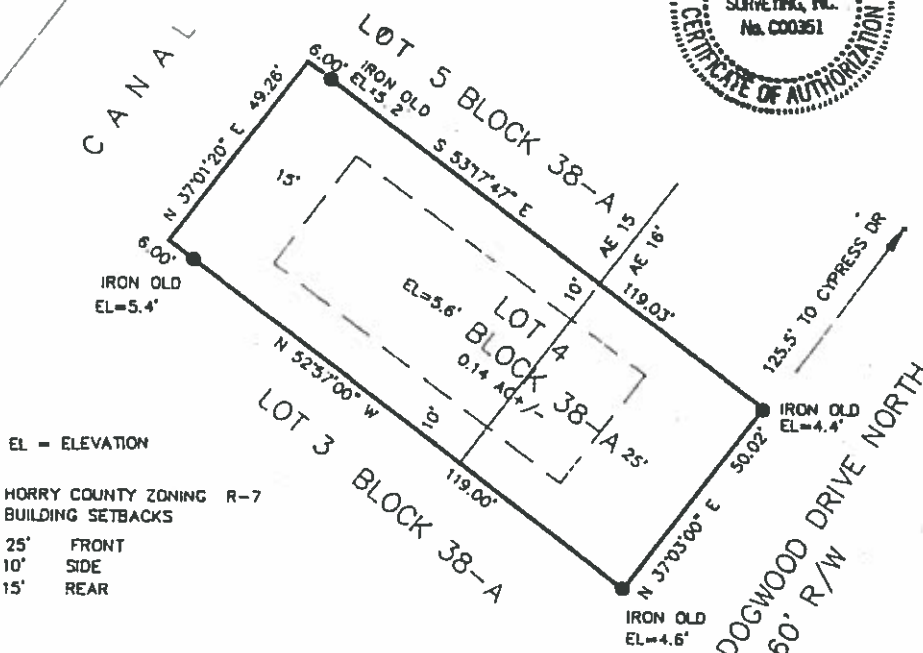 SURVEYING, INC.
No. C00351
CERTIFICATE OF AUTHORIZATION
CANAL
LOT 5 BLOCK 38-A
6.00'
IRON OLD
EL=5.2'
N 37°01'20" E 49.26'
S 53°17'47" E
119.03'
15'
AE 15
AE 16'
10'
125.5' TO CYPRESS DR
6.00'
IRON OLD
EL=5.4'
EL=5.6'
LOT 4
BLOCK 38-A
0.14 AC+/-
25'
10'
IRON OLD
EL=4.4'
N 52°57'00" W
119.00'
N 37°03'00" E 50.02'
LOT 3 BLOCK 38-A
DOGWOOD DRIVE NORTH
60' R/W
IRON OLD
EL=4.6'
EL = ELEVATION
HORRY COUNTY ZONING R-7
BUILDING SETBACKS
25' FRONT
10' SIDE
15' REAR